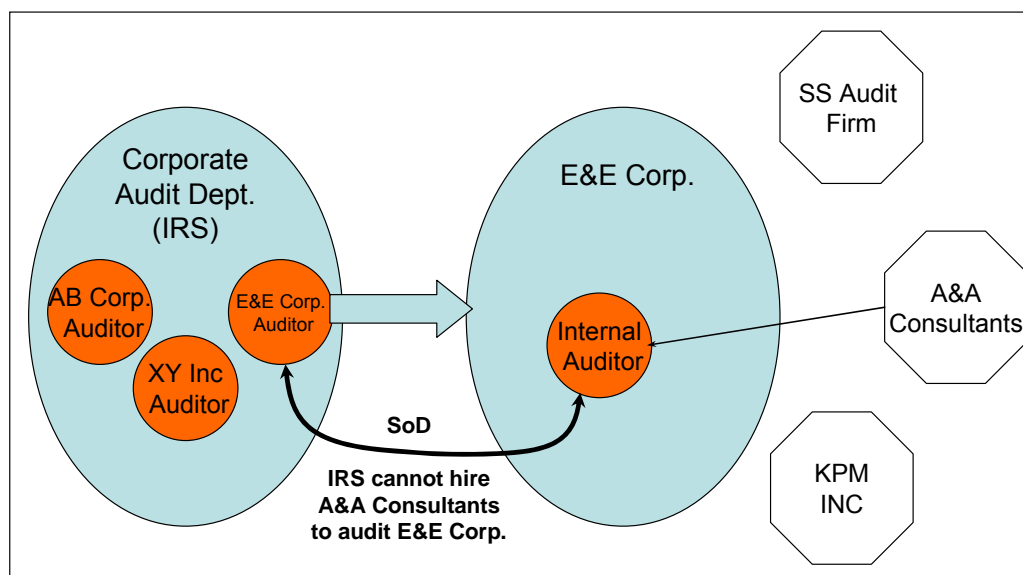 Corporate
Audit Dept.
(IRS)
AB Corp.
Auditor
XY Inc
Auditor
E&E Corp.
Auditor
E&E Corp.
Internal
Auditor
SoD
IRS cannot hire
A&A Consultants
to audit E&E Corp.
SS Audit
Firm
A&A
Consultants
KPM
INC